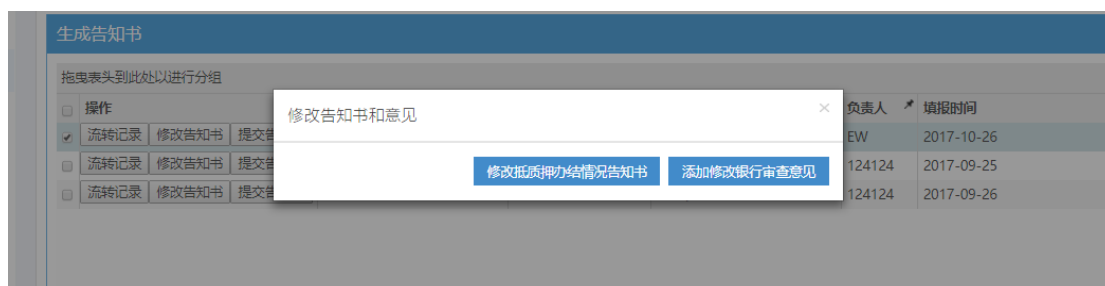 生成告知书
拖曳表头到此处以进行分组
操作 负责人 填报时间
修改告知书和意见
流转记录 修改告知书 提交告 EW 2017-10-26
修改抵质押办结情况告知书 添加修改银行审查意见
流转记录 修改告知书 提交告 124124 2017-09-25
流转记录 修改告知书 提交告 124124 2017-09-26